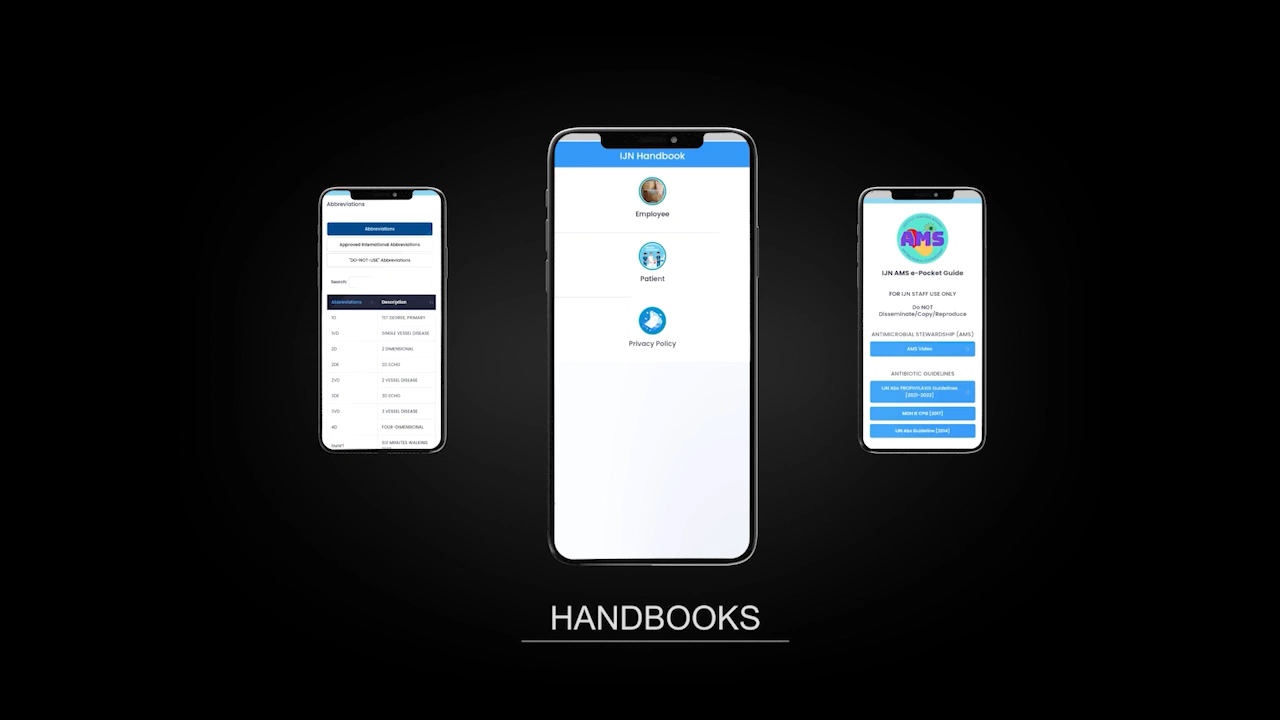 Abbreviations
Abbreviations
Approved International Abbreviations
"DO-NOT-USE" Abbreviations
Search:
Abbreviations Description
1D 1ST DEGREE, PRIMARY
1VD SINGLE VESSEL DISEASE
2D 2 DIMENSIONAL
2DE 2D ECHO
2VD 2 VESSEL DISEASE
3DE 3D ECHO
3VD 3 VESSEL DISEASE
4D FOUR-DIMENSIONAL
6MWT SIX MINUTES WALKING
IJN Handbook
Employee
Patient
Privacy Policy
AMS
IJN AMS e-Pocket Guide
FOR IJN STAFF USE ONLY
Do NOT
Disseminate/Copy/Reproduce
ANTIMICROBIAL STEWARDSHIP (AMS)
AMS Video
ANTIBIOTIC GUIDELINES
IJN Abs PROPHYLAXIS Guidelines
[2021-2023]
MOH IE CPG [2017]
IJN Abs Guideline [2014]
HANDBOOKS